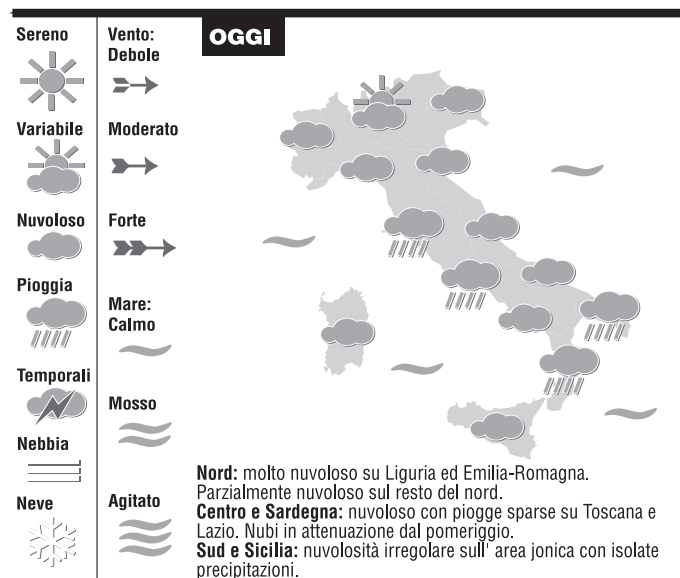 Sereno
Variabile
Nuvoloso
Pioggia
Temporali
Nebbia
Neve
Vento:
Debole
Moderato
Forte
Mare:
Calmo
Mosso
Agitato
OGGI
Nord: molto nuvoloso su Liguria ed Emilia-Romagna.
Parzialmente nuvoloso sul resto del nord.
Centro e Sardegna: nuvoloso con piogge sparse su Toscana e
Lazio. Nubi in attenuazione dal pomeriggio.
Sud e Sicilia: nuvolosità irregolare sull' area jonica con isolate
precipitazioni.